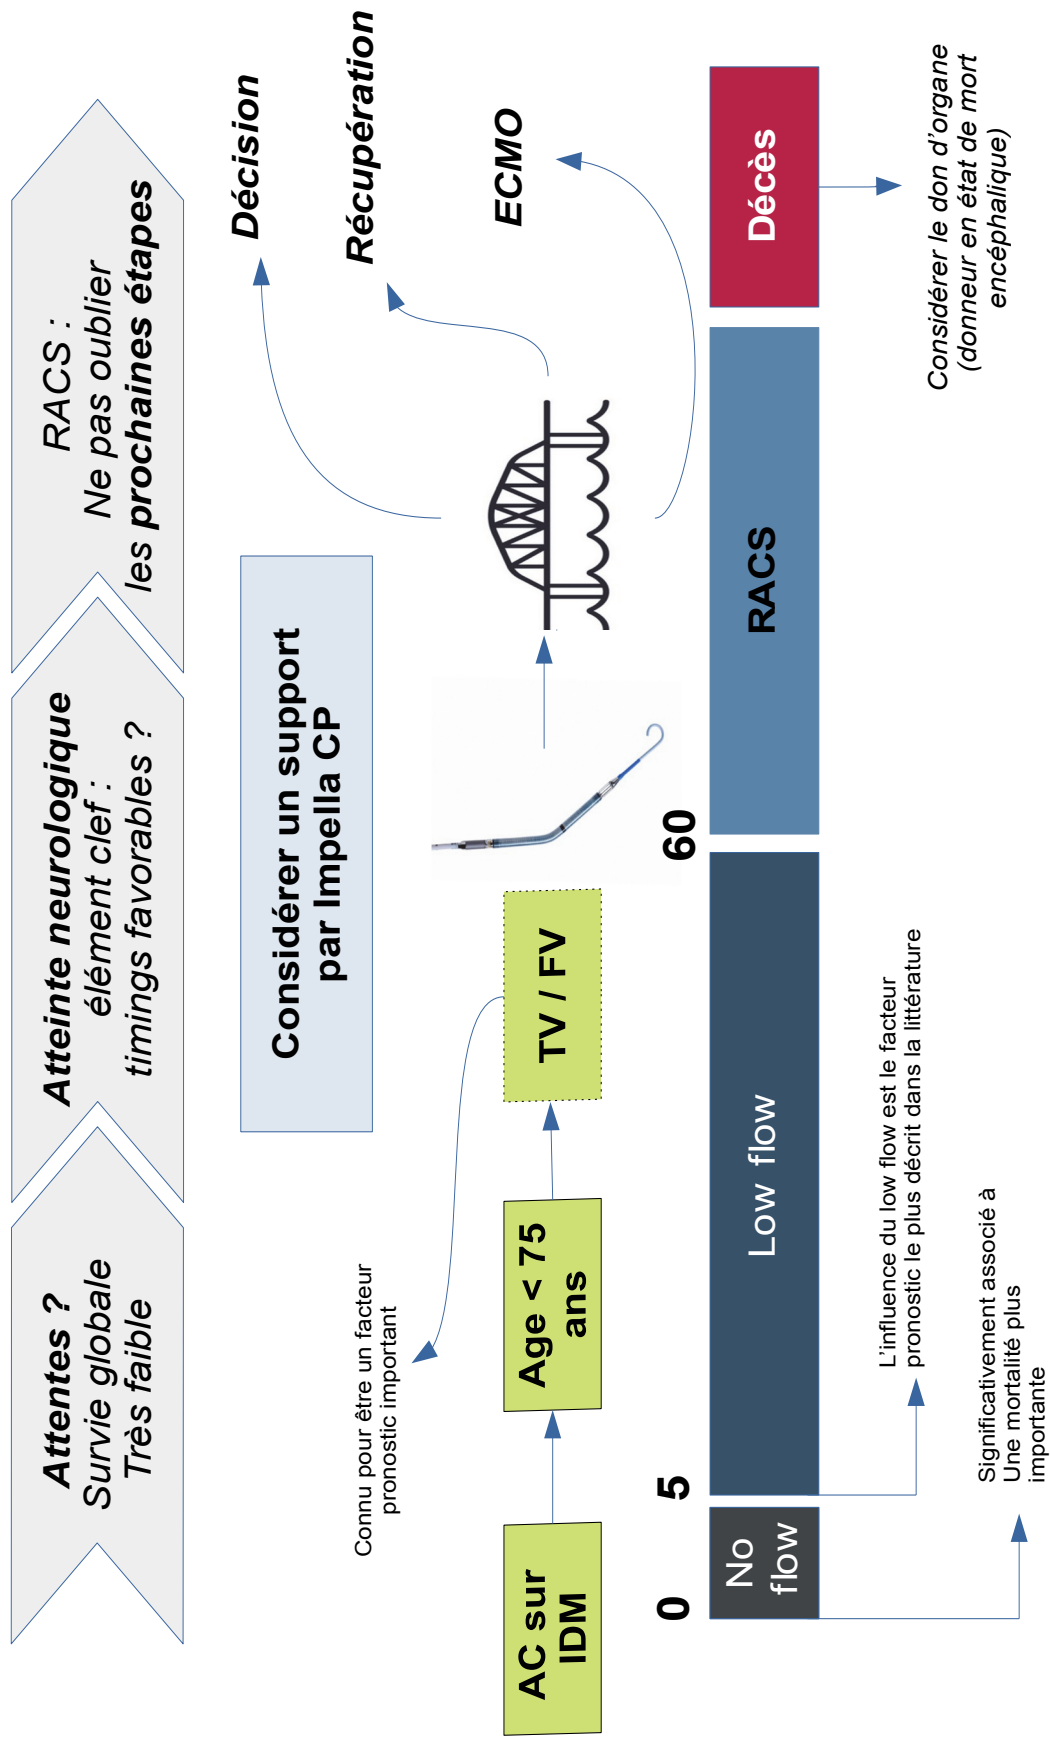 Attentes ?
Survie globale
Très faible
Atteinte neurologique
élément clef :
timings favorables ?
RACS :
Ne pas oublier
les prochaines étapes
Considérer un support
par Impella CP
Décision
Récupération
ECMO
Connu pour être un facteur
pronostic important
AC sur
IDM
Age < 75
ans
TV / FV
0
5
60
No
flow
Low flow
RACS
Décès
L'influence du low flow est le facteur
pronostic le plus décrit dans la littérature
Significativement associé à
Une mortalité plus
importante
Considérer le don d'organe
(donneur en état de mort
encéphalique)